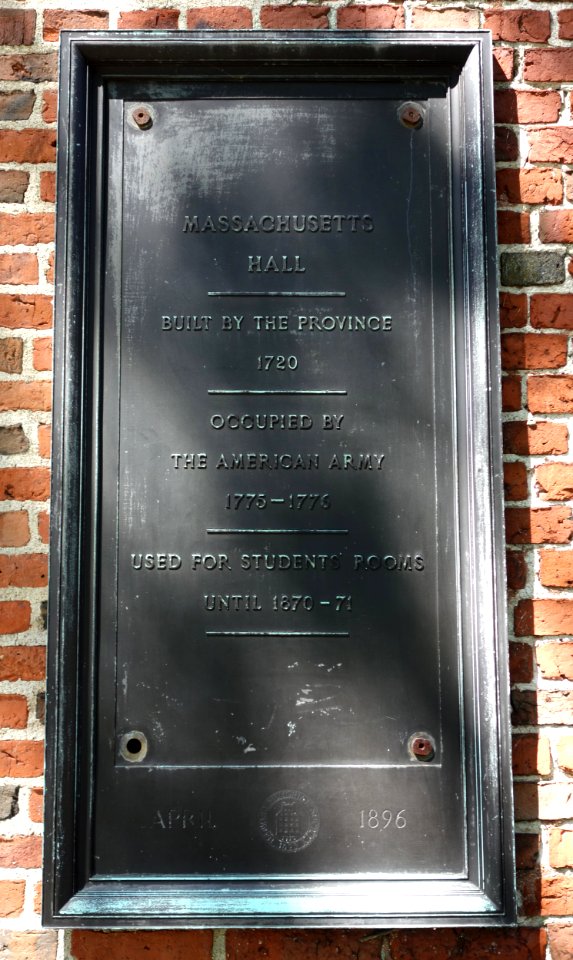 MASSACHUSETTS
HALL
BUILT BY THE PROVINCE
1720
OCCUPIED BY
THE AMERICAN ARMY
1775-1776
USED FOR STUDENTS' ROOMS
UNTIL 1870-71
APRIL 1896